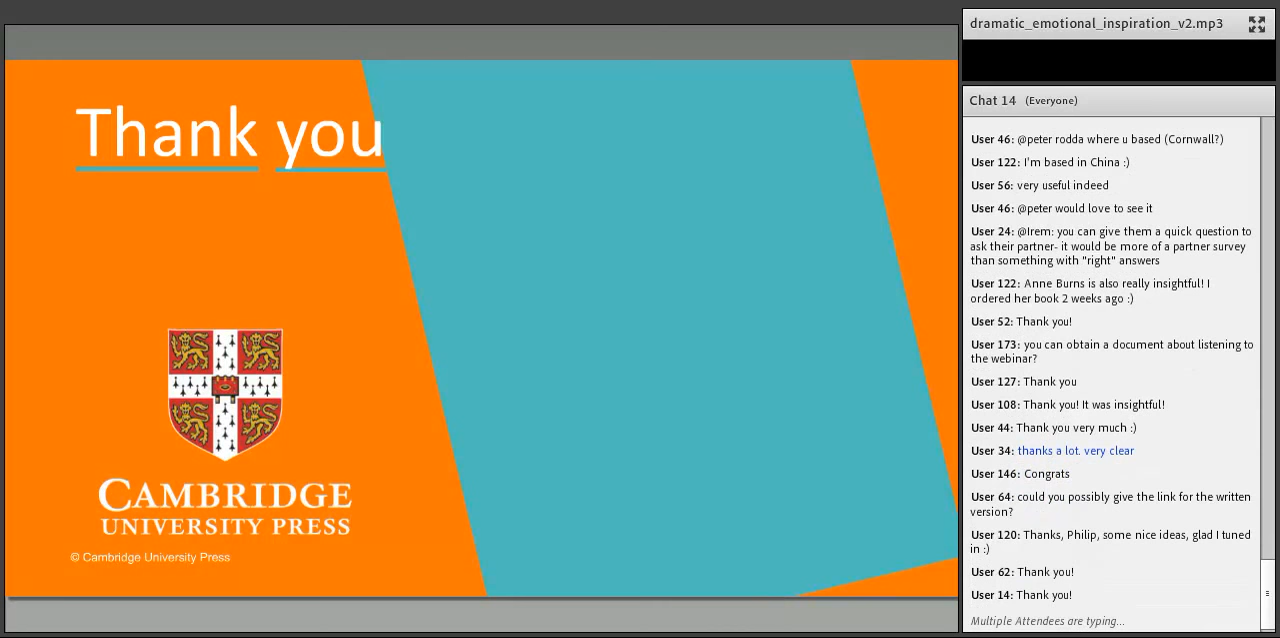 Thank you
CAMBRIDGE
UNIVERSITY PRESS
© Cambridge University Press
dramatic_emotional_inspiration_v2.mp3
Chat 14 (Everyone)
User 46: @peter rodda where u based (Cornwall?)
User 122: I'm based in China :)
User 56: very useful indeed
User 46: @peter would love to see it
User 24: @Irem: you can give them a quick question to
ask their partner- it would be more of a partner survey
than something with "right" answers
User 122: Anne Burns is also really insightful! I
ordered her book 2 weeks ago :)
User 52: Thank you!
User 173: you can obtain a document about listening to
the webinar?
User 127: Thank you
User 108: Thank you! It was insightful!
User 44: Thank you very much :)
User 34: thanks a lot. very clear
User 146: Congrats
User 64: could you possibly give the link for the written
version?
User 120: Thanks, Philip, some nice ideas, glad I tuned
in :)
User 62: Thank you!
User 14: Thank you!
Multiple Attendees are typing...